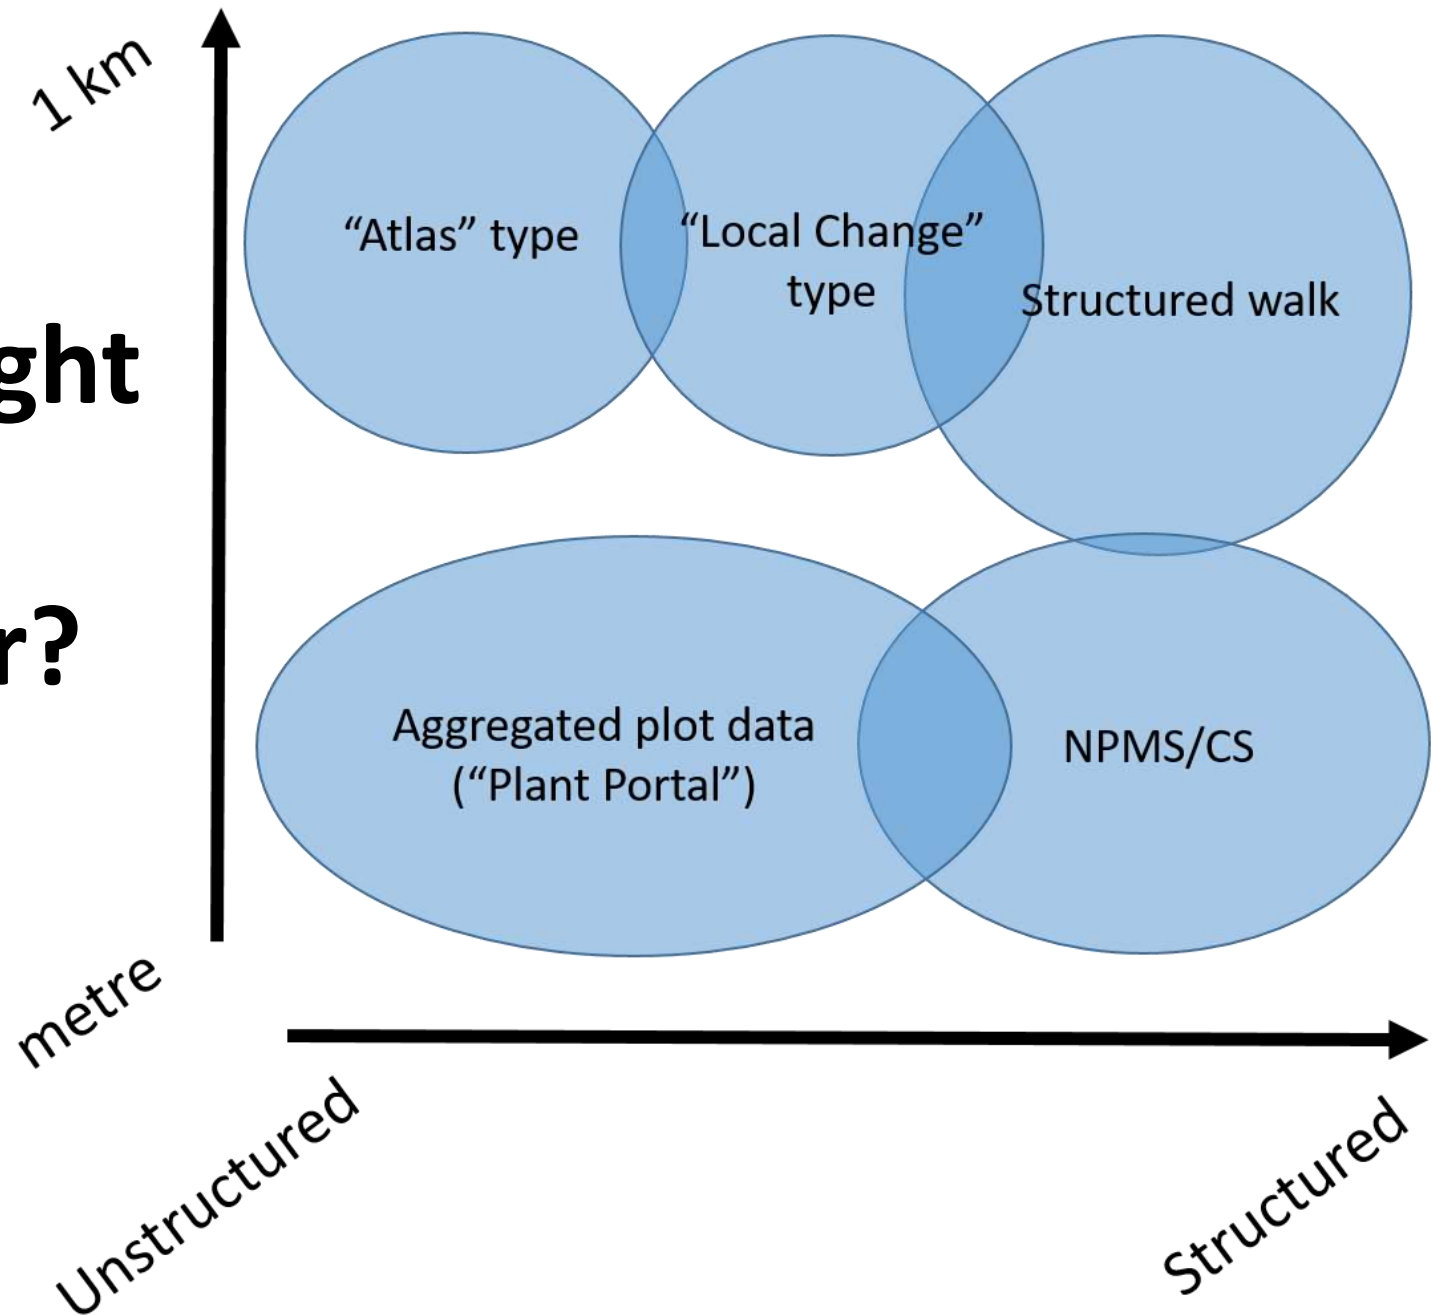 1 km
“Atlas” type
“Local Change”
type
Structured walk
ght
r?
Aggregated plot data
(“Plant Portal”)
NPMS/CS
metre
Unstructured
Structured